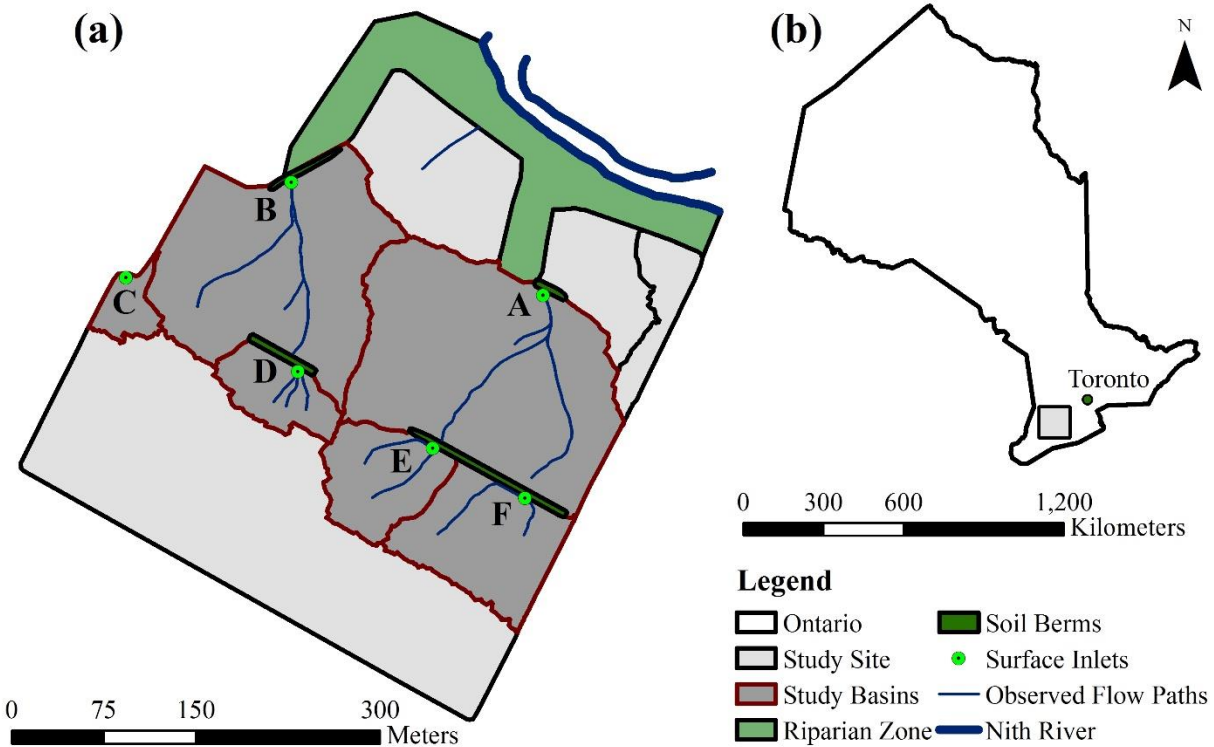 (a)
(b)
N
B
C
A
D
E
F
Toronto
0 300 600 1,200
Kilometers
Legend
Ontario
Study Site
Study Basins
Riparian Zone
Soil Berms
Surface Inlets
Observed Flow Paths
Nith River
0 75 150 300
Meters